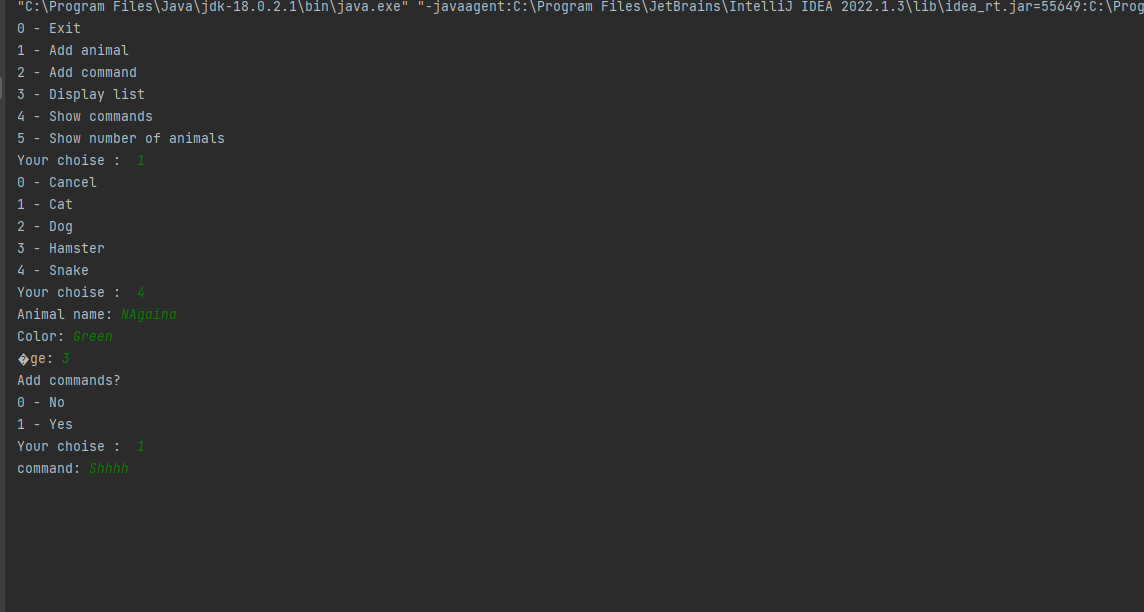 "C:\Program Files\Java\jdk-18.0.2.1\bin\java.exe" "-javaagent:C:\Program Files\JetBrains\IntelliJ IDEA 2022.1.3\lib\idea_rt.jar=55649:C:\Prog
0 - Exit
1 - Add animal
2 - Add command
3 - Display list
4 - Show commands
5 - Show number of animals
Your choise :  1
0 - Cancel
1 - Cat
2 - Dog
3 - Hamster
4 - Snake
Your choise :  4
Animal name: NAgaina
Color: Green
�ge: 3
Add commands?
0 - No
1 - Yes
Your choise :  1
command: Shhhh